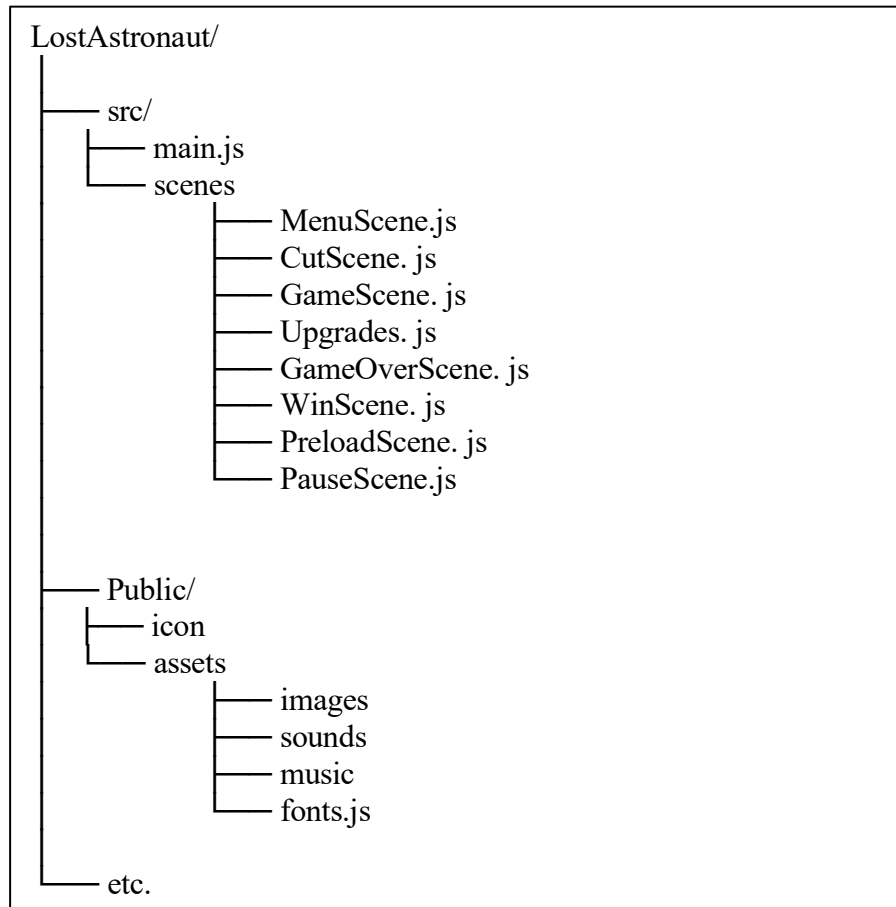 LostAstronaut/
src/
main.js
scenes
MenuScene.js
CutScene. js
GameScene. js
Upgrades. js
GameOverScene. js
WinScene. js
PreloadScene. js
PauseScene.js
Public/
icon
assets
images
sounds
music
fonts.js
etc.